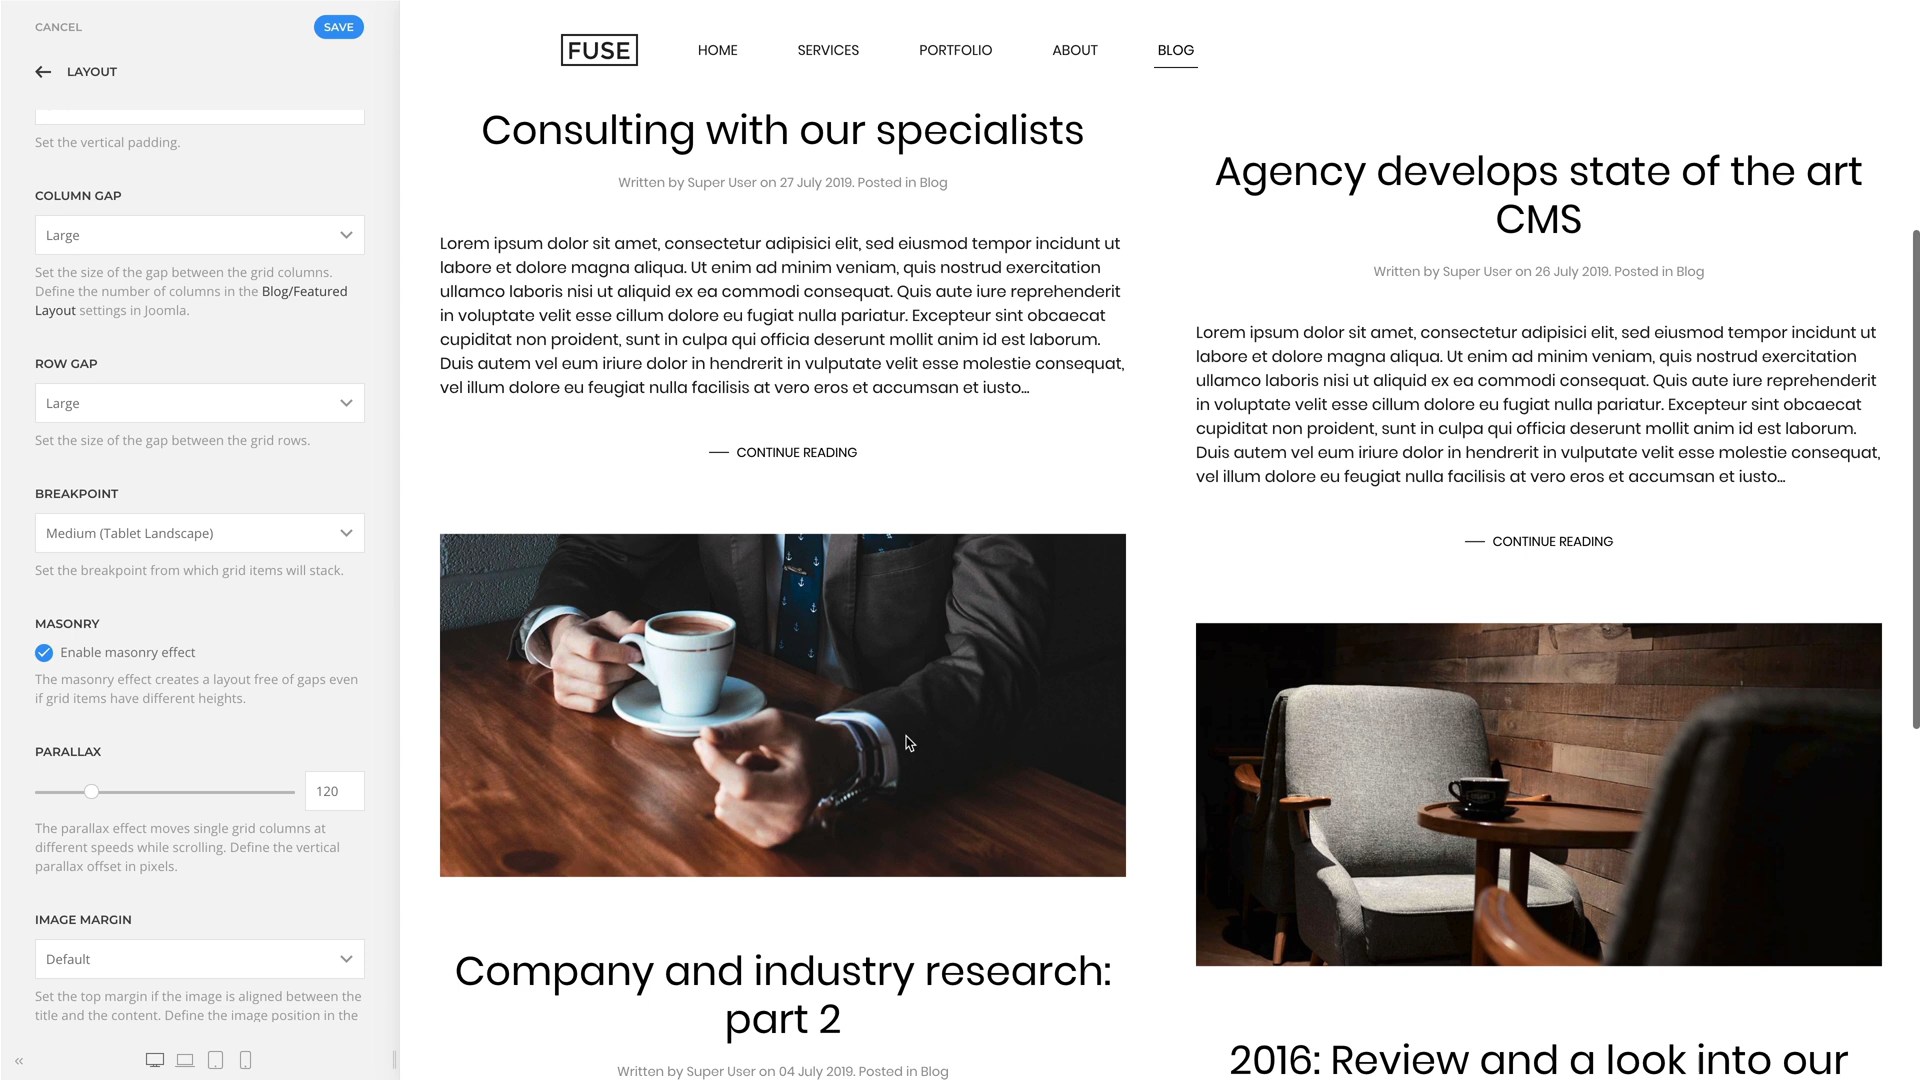 CANCEL
SAVE
LAYOUT
Set the vertical padding.
COLUMN GAP
Large
Set the size of the gap between the grid columns.
Define the number of columns in the Blog/Featured
Layout settings in Joomla.
ROW GAP
Large
Set the size of the gap between the grid rows.
BREAKPOINT
Medium (Tablet Landscape)
Set the breakpoint from which grid items will stack.
MASONRY
Enable masonry effect
The masonry effect creates a layout free of gaps even
if grid items have different heights.
PARALLAX
120
The parallax effect moves single grid columns at
different speeds while scrolling. Define the vertical
parallax offset in pixels.
IMAGE MARGIN
Default
Set the top margin if the image is aligned between the
title and the content. Define the image position in the
FUSE
HOME
SERVICES
PORTFOLIO
ABOUT
BLOG
Consulting with our specialists
Written by Super User on 27 July 2019. Posted in Blog
Lorem ipsum dolor sit amet, consectetur adipisici elit, sed eiusmod tempor incidunt ut
labore et dolore magna aliqua. Ut enim ad minim veniam, quis nostrud exercitation
ullamco laboris nisi ut aliquid ex ea commodi consequat. Quis aute iure reprehenderit
in voluptate velit esse cillum dolore eu fugiat nulla pariatur. Excepteur sint obcaecat
cupiditat non proident, sunt in culpa qui officia deserunt mollit anim id est laborum.
Duis autem vel eum iriure dolor in hendrerit in vulputate velit esse molestie consequat,
vel illum dolore eu feugiat nulla facilisis at vero eros et accumsan et iusto...
CONTINUE READING
Company and industry research:
part 2
Written by Super User on 04 July 2019. Posted in Blog
Agency develops state of the art
CMS
Written by Super User on 26 July 2019. Posted in Blog
Lorem ipsum dolor sit amet, consectetur adipisici elit, sed eiusmod tempor incidunt ut
labore et dolore magna aliqua. Ut enim ad minim veniam, quis nostrud exercitation
ullamco laboris nisi ut aliquid ex ea commodi consequat. Quis aute iure reprehenderit
in voluptate velit esse cillum dolore eu fugiat nulla pariatur. Excepteur sint obcaecat
cupiditat non proident, sunt in culpa qui officia deserunt mollit anim id est laborum.
Duis autem vel eum iriure dolor in hendrerit in vulputate velit esse molestie consequat,
vel illum dolore eu feugiat nulla facilisis at vero eros et accumsan et iusto...
CONTINUE READING
2016: Review and a look into our